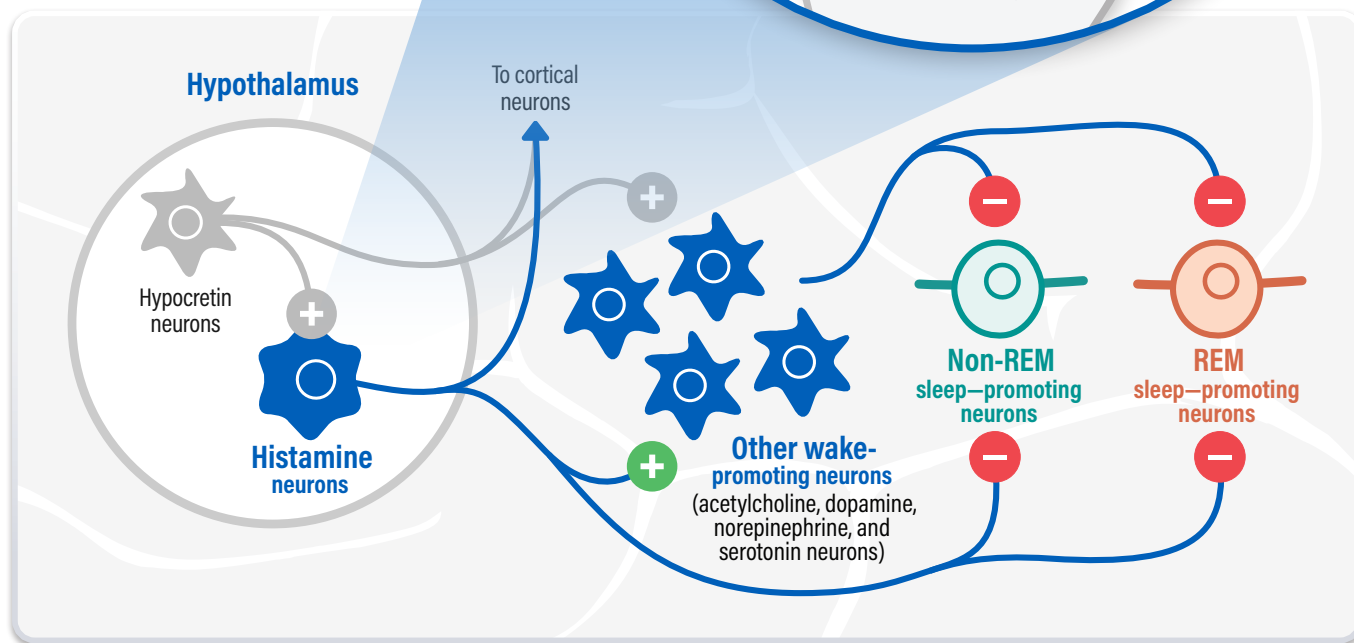 Hypothalamus
To cortical
neurons
Hypocretin
neurons
Histamine
neurons
Other wake-
promoting neurons
(acetylcholine, dopamine,
norepinephrine, and
serotonin neurons)
Non-REM
sleep—promoting
neurons
REM
sleep—promoting
neurons